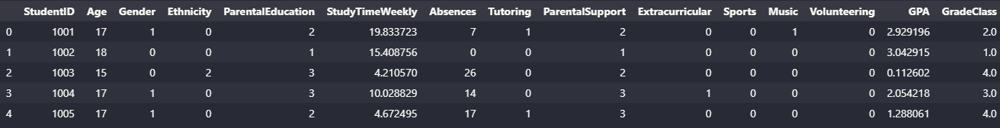 StudentID Age Gender Ethnicity ParentalEducation StudyTimeWeekly Absences Tutoring ParentalSupport Extracurricular Sports Music Volunteering GPA GradeClass
0 1001 17 1 0 2 19.833723 7 1 2 0 0 1 0 2.929196 2.0
1 1002 18 0 0 1 15.408756 0 0 1 0 0 0 0 3.042915 1.0
2 1003 15 0 2 3 4.210570 26 0 2 0 0 0 0 0.112602 4.0
3 1004 17 1 0 3 10.028829 14 0 3 1 0 0 0 2.054218 3.0
4 1005 17 1 0 2 4.672495 17 1 3 0 0 0 0 1.288061 4.0